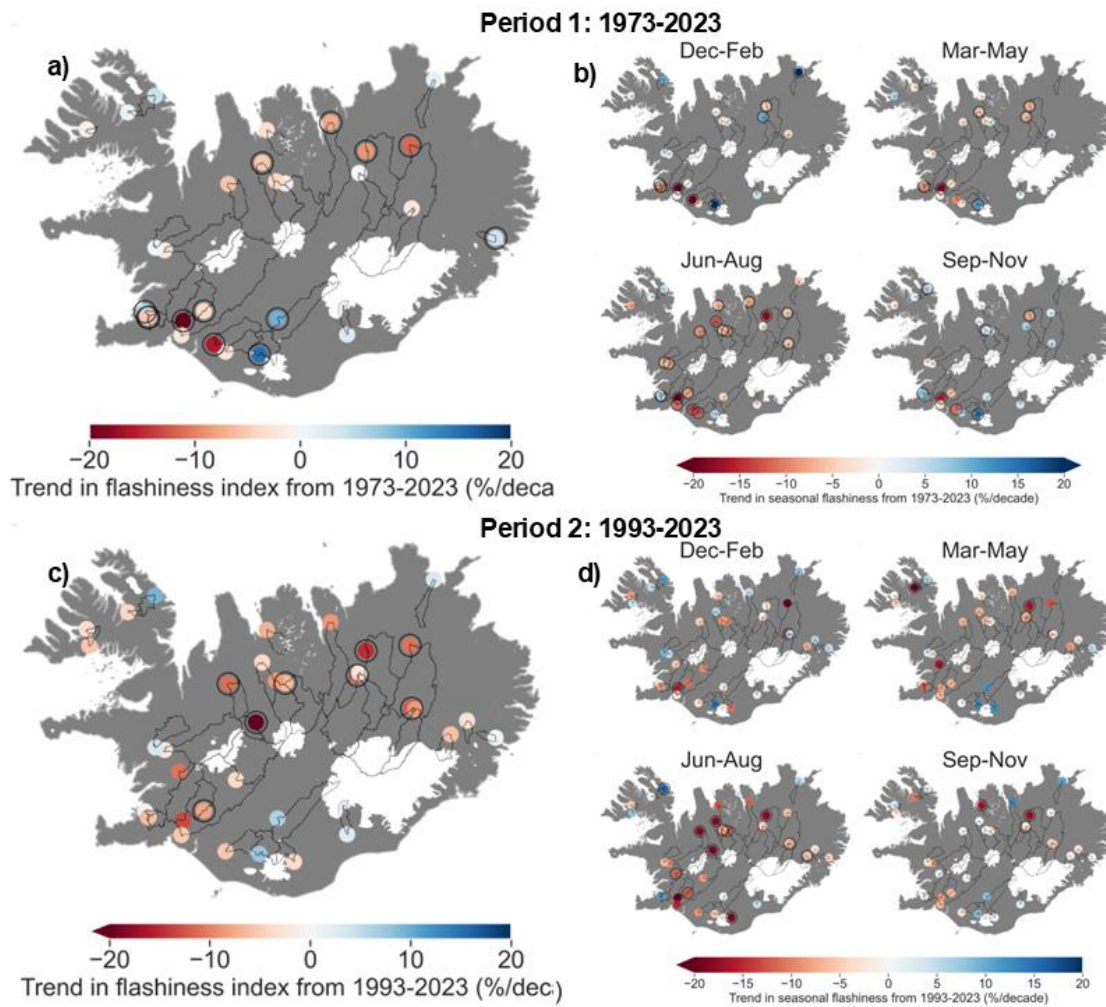 Period 1: 1973-2023
a)
b)
Dec-Feb
Mar-May
Jun-Aug
Sep-Nov
−20
−10
0
10
20
Trend in flashiness index from 1973-2023 (%/deca
−20
−15
−10
−5
0
5
10
15
20
Trend in seasonal flashiness from 1973-2023 (%/decade)
Period 2: 1993-2023
c)
d)
Dec-Feb
Mar-May
Jun-Aug
Sep-Nov
−20
−10
0
10
20
Trend in flashiness index from 1993-2023 (%/deca)
−20
−15
−10
−5
0
5
10
15
20
Trend in seasonal flashiness from 1993-2023 (%/decade)